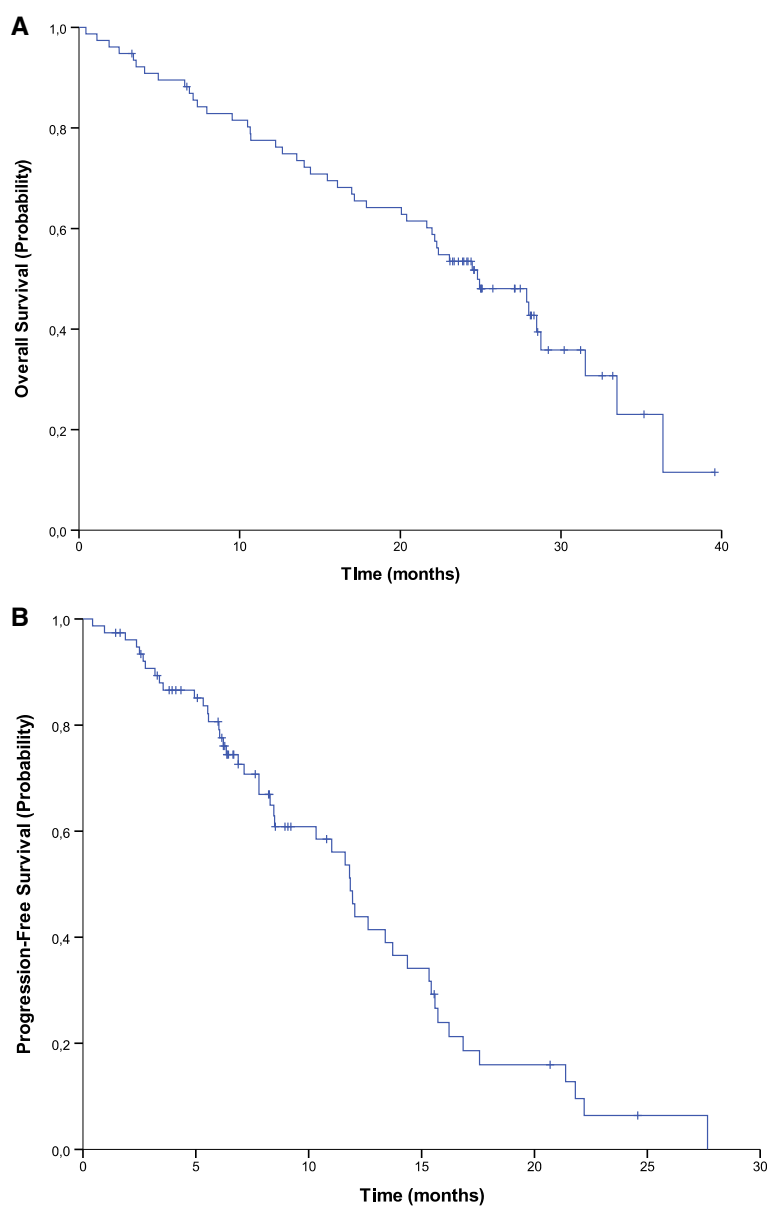 A
Overall Survival (Probability)
1,0
0,8
0,6
0,4
0,2
0,0
0 10 20 30 40
TIme (months)
B
Progression-Free Survival (Probability)
1,0
0,8
0,6
0,4
0,2
0,0
0 5 10 15 20 25 30
Time (months)